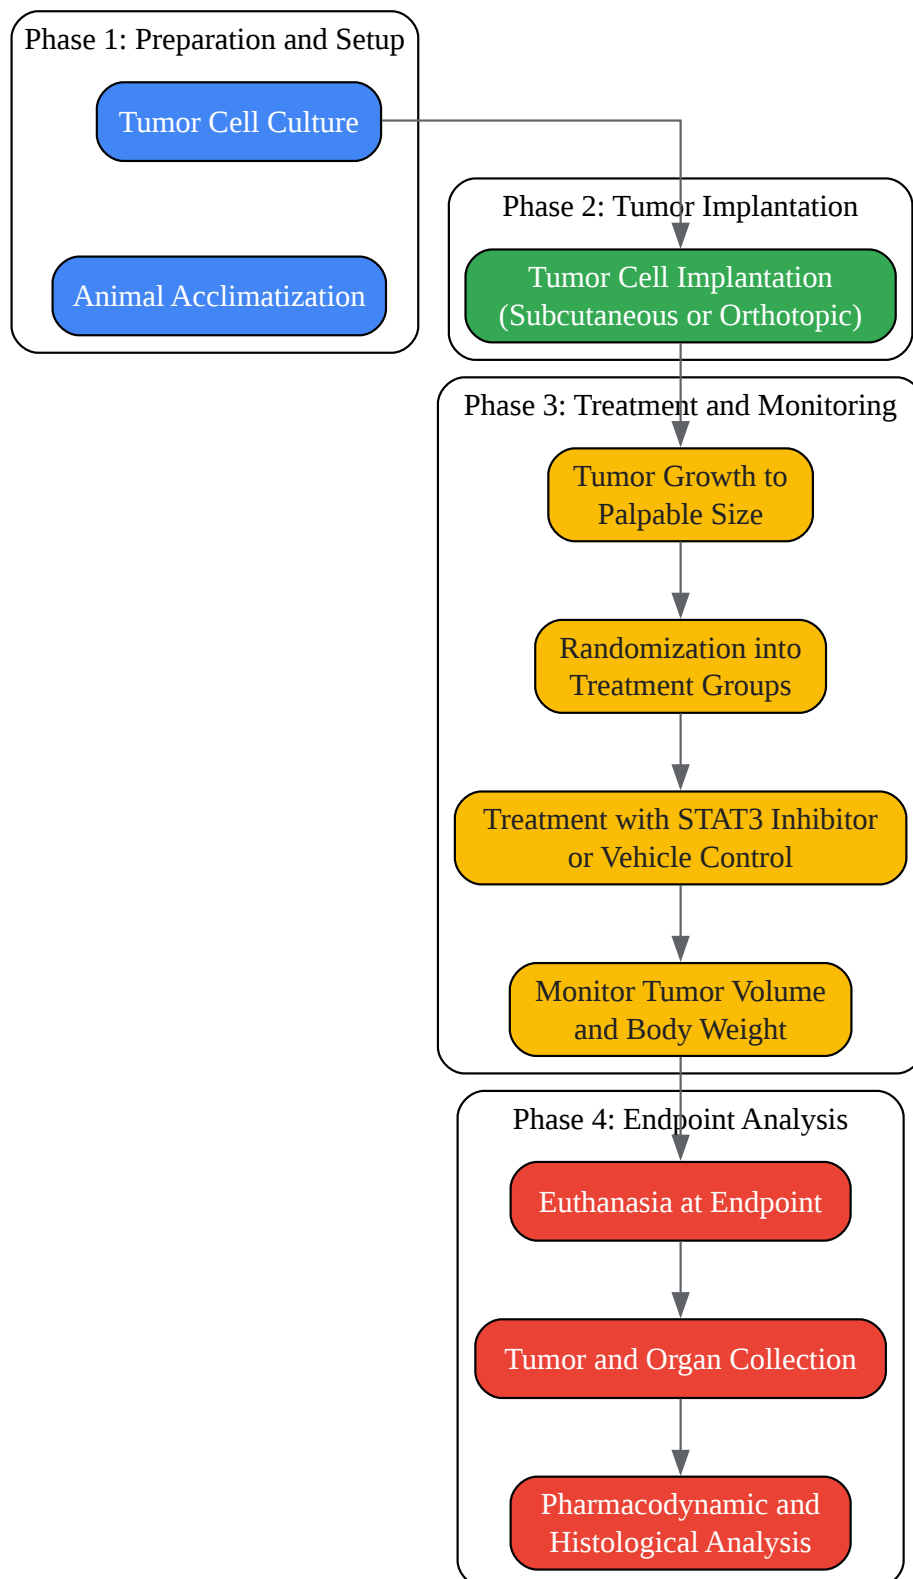 Phase 1: Preparation and Setup
Tumor Cell Culture
Animal Acclimatization
Phase 2: Tumor Implantation
Tumor Cell Implantation
(Subcutaneous or Orthotopic)
Phase 3: Treatment and Monitoring
Tumor Growth to
Palpable Size
Randomization into
Treatment Groups
Treatment with STAT3 Inhibitor
or Vehicle Control
Monitor Tumor Volume
and Body Weight
Phase 4: Endpoint Analysis
Euthanasia at Endpoint
Tumor and Organ Collection
Pharmacodynamic and
Histological Analysis